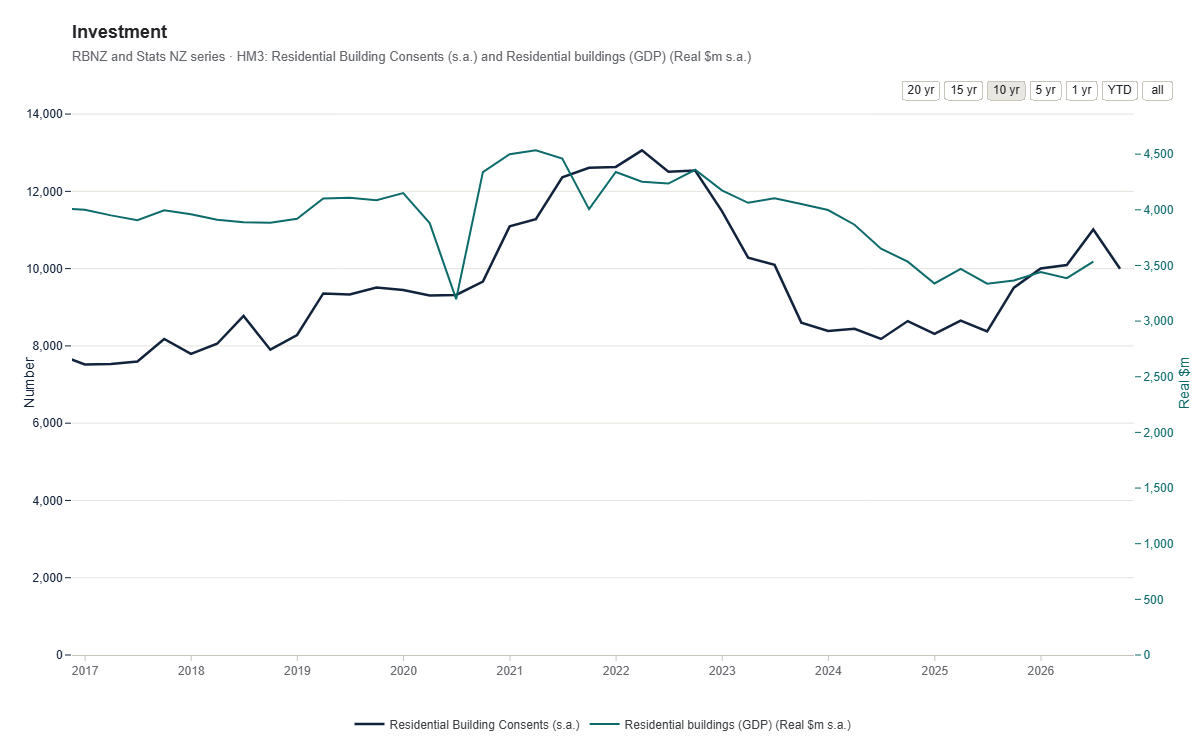 Investment
RBNZ and Stats NZ series · HM3: Residential Building Consents (s.a.) and Residential buildings (GDP) (Real $m s.a.)
20 yr 15 yr 10 yr 5 yr 1 yr YTD all
14,000
12,000
10,000
8,000
6,000
4,000
2,000
0
Number
4,500
4,000
3,500
3,000
2,500
2,000
1,500
1,000
500
0
Real $m
2017 2018 2019 2020 2021 2022 2023 2024 2025 2026
Residential Building Consents (s.a.) Residential buildings (GDP) (Real $m s.a.)